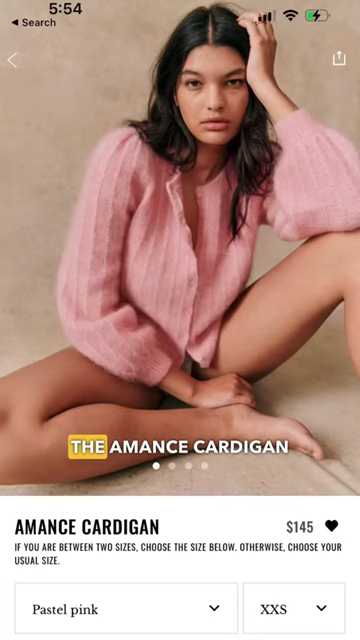 5:54
◀ Search
THE AMANCE CARDIGAN
AMANCE CARDIGAN
$145
IF YOU ARE BETWEEN TWO SIZES, CHOOSE THE SIZE BELOW. OTHERWISE, CHOOSE YOUR
USUAL SIZE.
Pastel pink
XXS